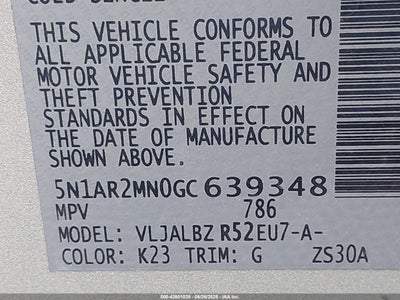 THIS VEHICLE CONFORMS TO
ALL APPLICABLE FEDERAL
MOTOR VEHICLE SAFETY AND
THEFT PREVENTION
STANDARDS IN EFFECT ON
THE DATE OF MANUFACTURE
SHOWN ABOVE.
5N1AR2MN0GC639348
MPV 786
MODEL: VLJALBZ R52EU7-A-
COLOR: K23 TRIM: G ZS30A